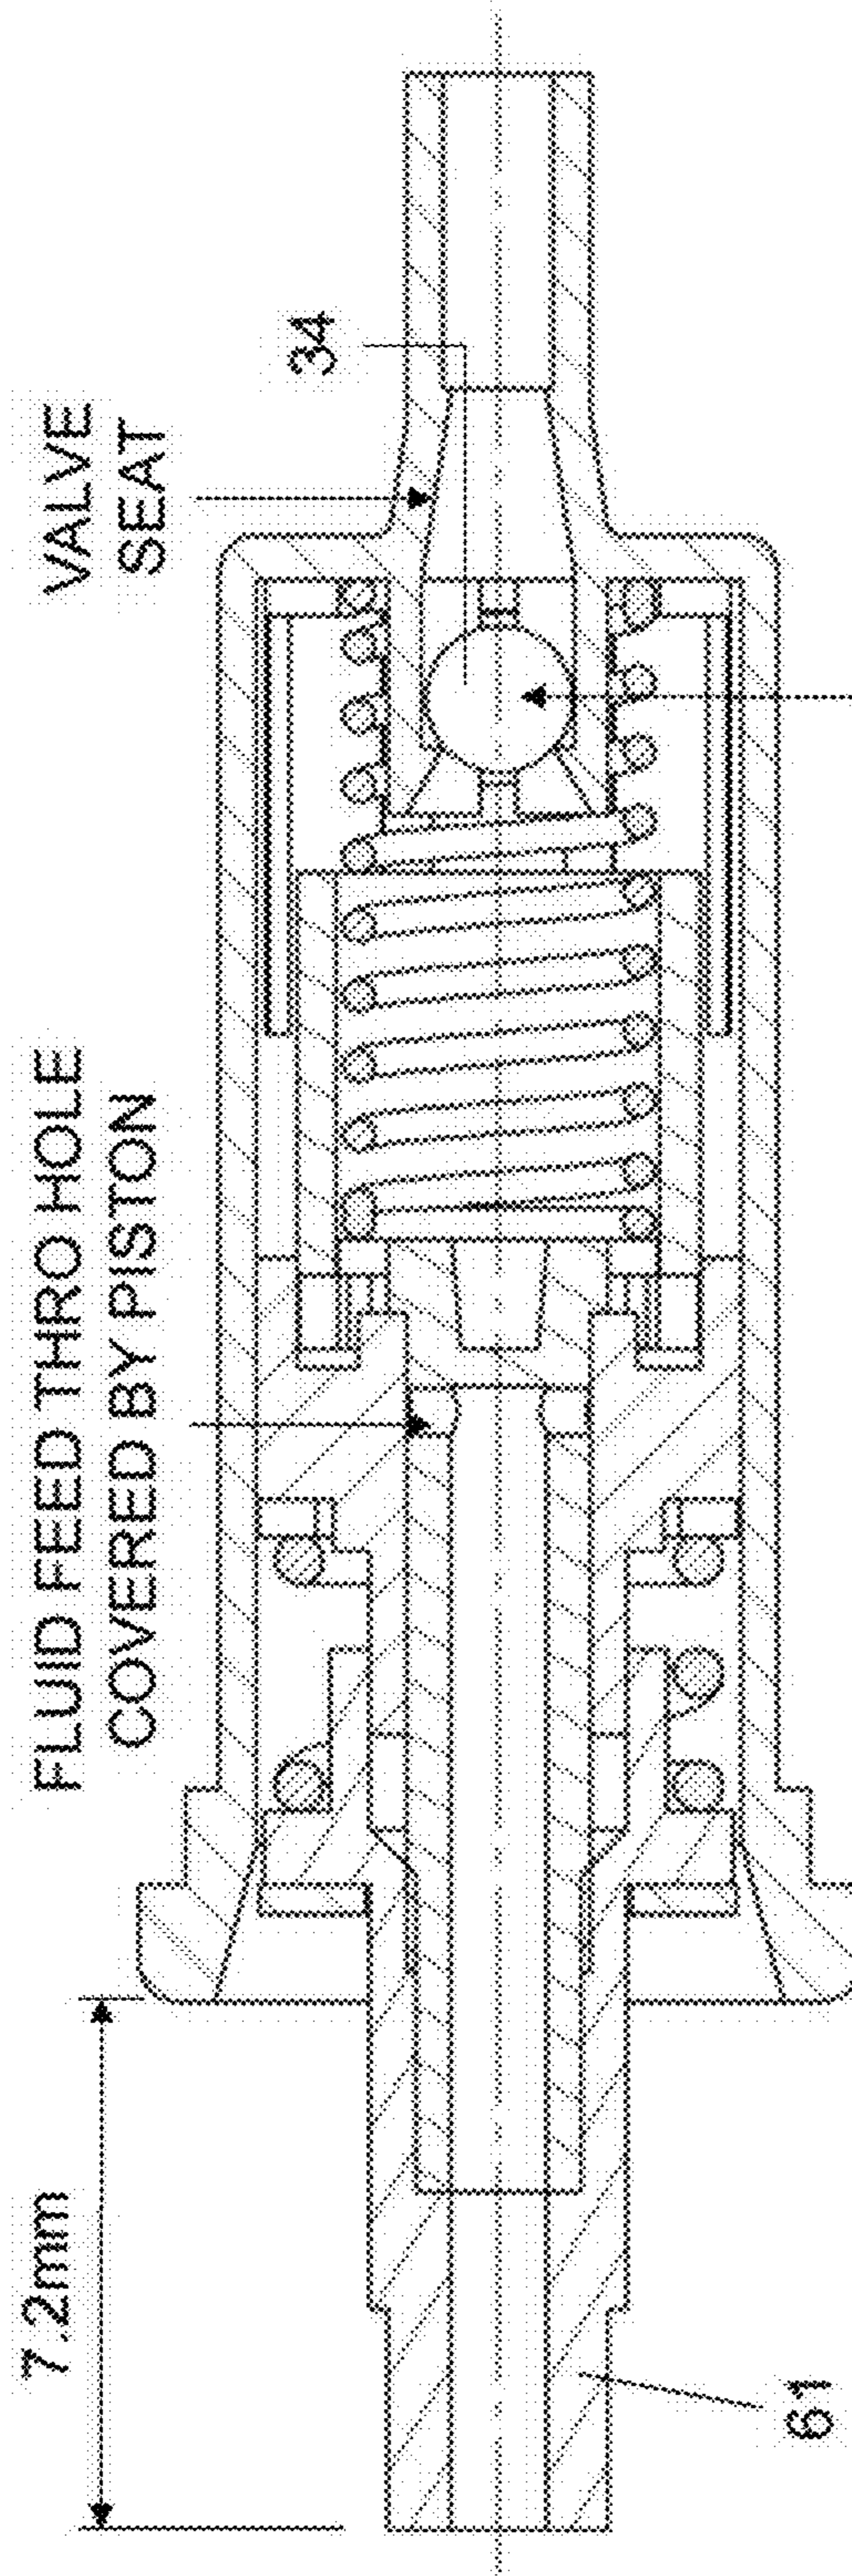 VALVE
SEAT
34
FLUID FEED THRO HOLE
COVERED BY PISTON
7.2mm
61